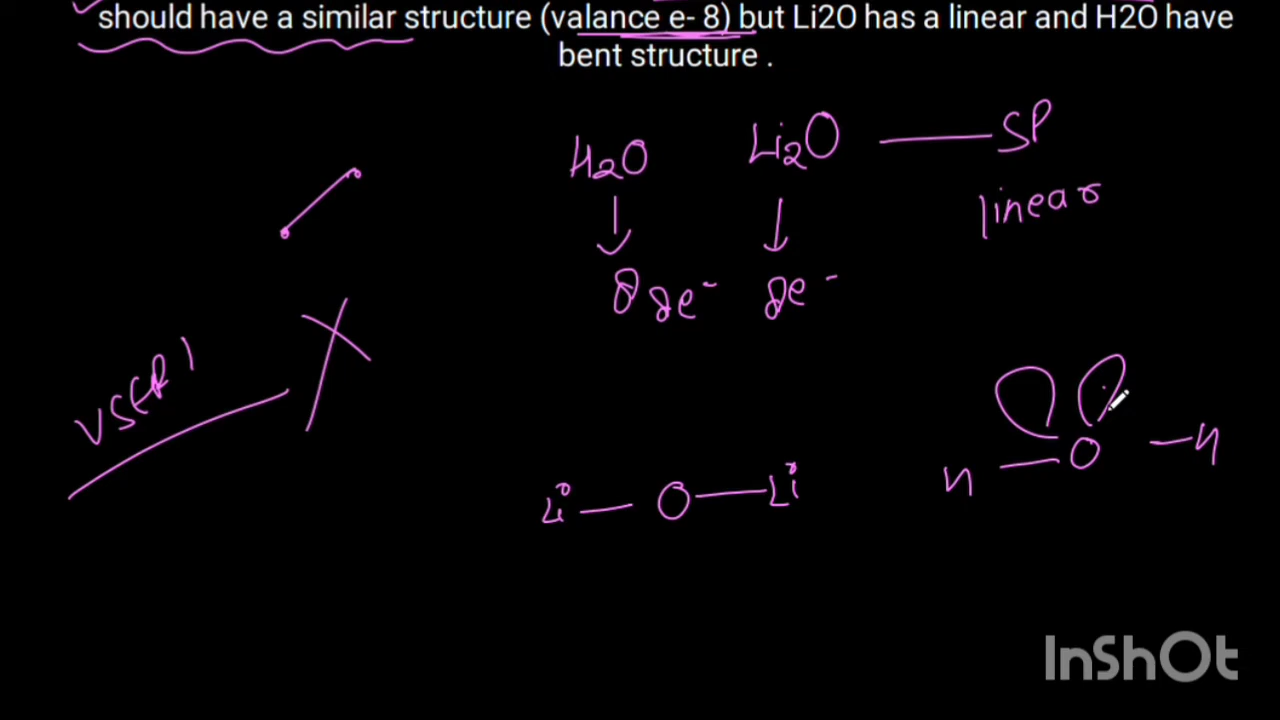 should have a similar structure (valance e- 8) but Li2O has a linear and H2O have
bent structure .
H2O Li2O — SP
linear
8 8e- 8e-
VSEPR
Li — O — Li
H — O — H
InShOt